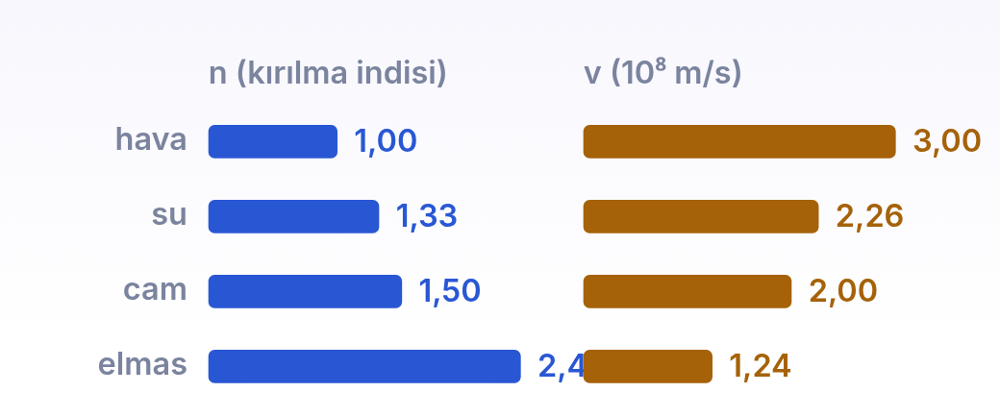 n (kırılma indisi) v (10⁸ m/s)
hava 1,00 3,00
su 1,33 2,26
cam 1,50 2,00
elmas 2,4 1,24